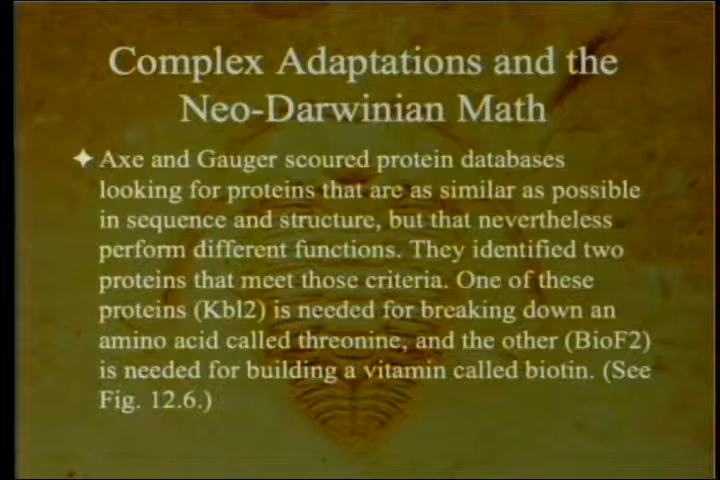 Complex Adaptations and the
Neo-Darwinian Math
Axe and Gauger scoured protein databases
looking for proteins that are as similar as possible
in sequence and structure, but that nevertheless
perform different functions. They identified two
proteins that meet those criteria. One of these
proteins (Kbl2) is needed for breaking down an
amino acid called threonine, and the other (BioF2)
is needed for building a vitamin called biotin. (See
Fig. 12.6.)